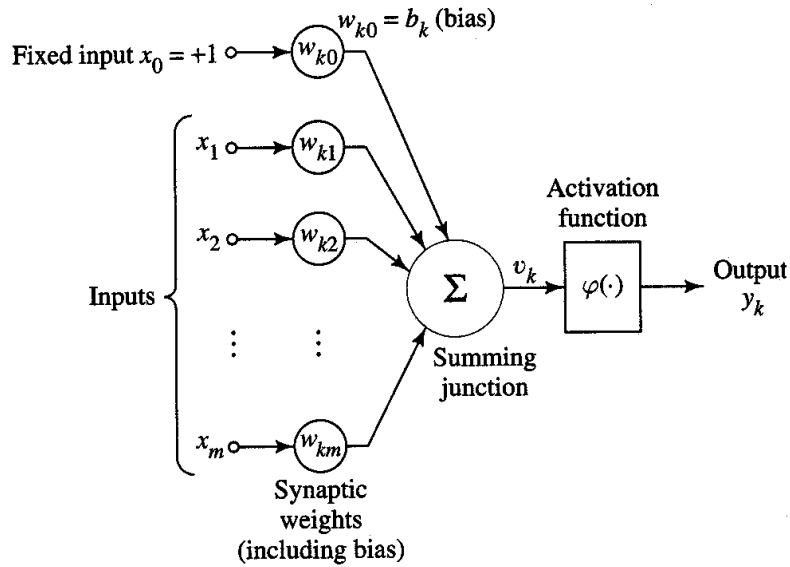 w_k0 = b_k (bias)
Fixed input x_0 = +1 w_k0
x_1 w_k1
Activation
function
x_2 w_k2
Inputs
Σ
v_k
φ(·)
Output
y_k
⋮ ⋮
Summing
junction
x_m w_km
Synaptic
weights
(including bias)